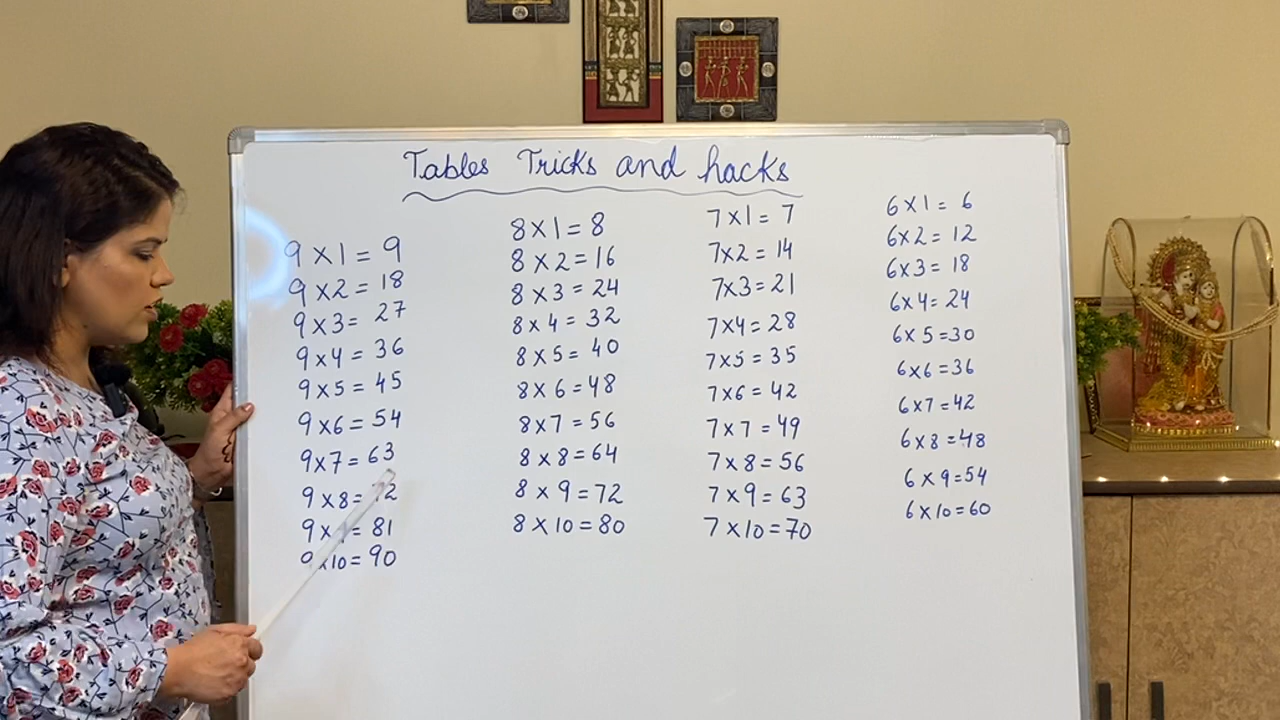 Tables Tricks and hacks
9 x 1 = 9
9 x 2 = 18
9 x 3 = 27
9 x 4 = 36
9 x 5 = 45
9 x 6 = 54
9 x 7 = 63
9 x 8 = 72
9 x 9 = 81
9 x 10 = 90
8 x 1 = 8
8 x 2 = 16
8 x 3 = 24
8 x 4 = 32
8 x 5 = 40
8 x 6 = 48
8 x 7 = 56
8 x 8 = 64
8 x 9 = 72
8 x 10 = 80
7 x 1 = 7
7 x 2 = 14
7 x 3 = 21
7 x 4 = 28
7 x 5 = 35
7 x 6 = 42
7 x 7 = 49
7 x 8 = 56
7 x 9 = 63
7 x 10 = 70
6 x 1 = 6
6 x 2 = 12
6 x 3 = 18
6 x 4 = 24
6 x 5 = 30
6 x 6 = 36
6 x 7 = 42
6 x 8 = 48
6 x 9 = 54
6 x 10 = 60